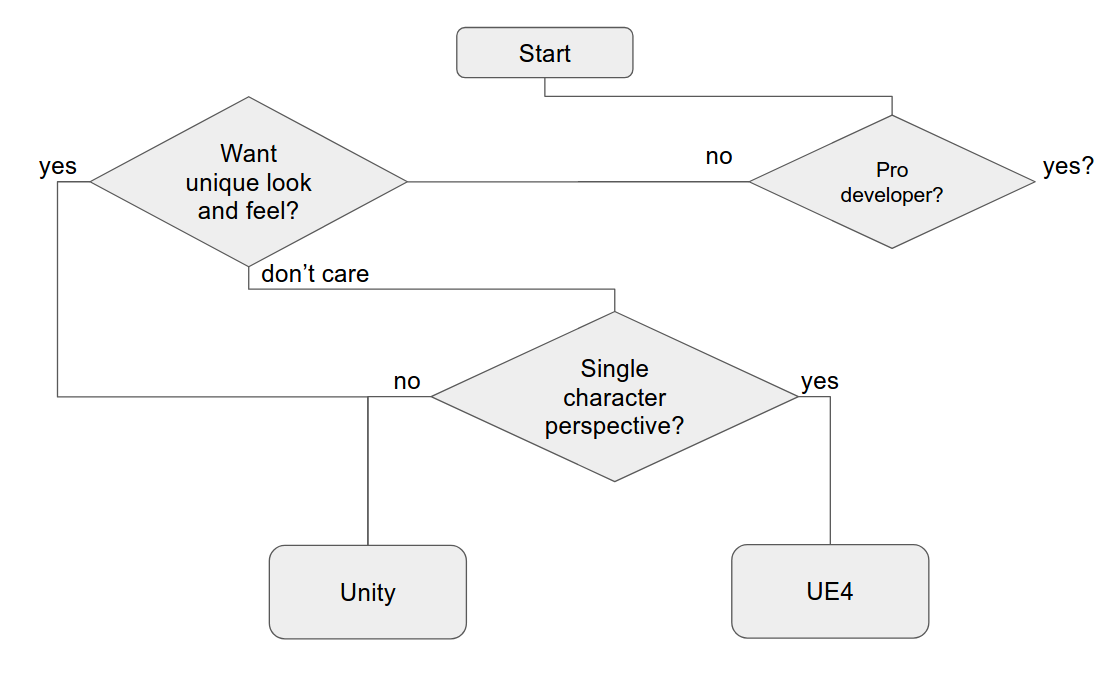 Start
Want
unique look
and feel?
yes
no
Pro
developer?
yes?
don’t care
Single
character
perspective?
no
yes
Unity
UE4